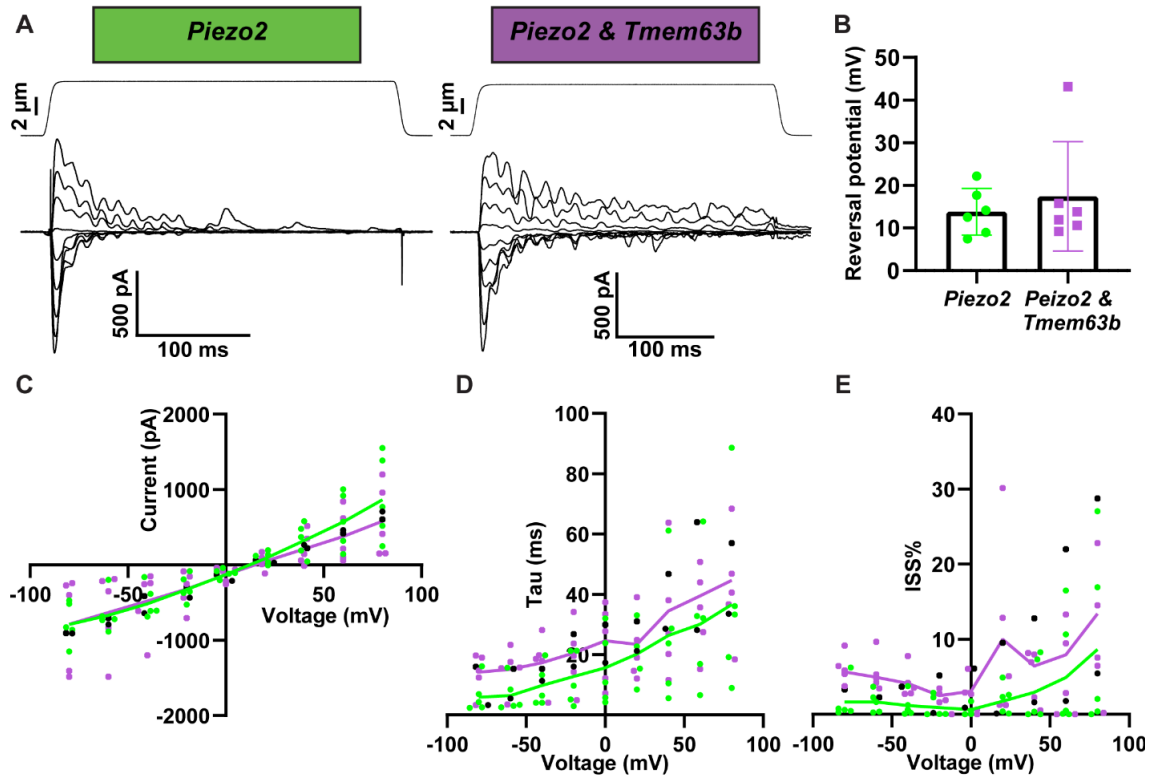 A
Piezo2
Piezo2 & Tmem63b
B
2 µm
2 µm
500 pA
100 ms
500 pA
100 ms
Reversal potential (mV)
50
40
30
20
10
0
Piezo2
Peizo2 &
Tmem63b
C
Current (pA)
2000
1000
-1000
-2000
-100
-50
50
100
Voltage (mV)
D
Tau (ms)
100
80
60
40
20
-100
-50
0
50
100
Voltage (mV)
E
ISS%
40
30
20
10
-100
-50
0
50
100
Voltage (mV)